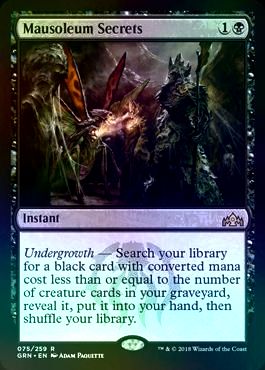 Mausoleum Secrets 1
Instant
Undergrowth — Search your library
for a black card with converted mana
cost less than or equal to the number
of creature cards in your graveyard,
reveal it, put it into your hand, then
shuffle your library.
075/259 R
GRN • EN Adam Paquette
™ & © 2018 Wizards of the Coast